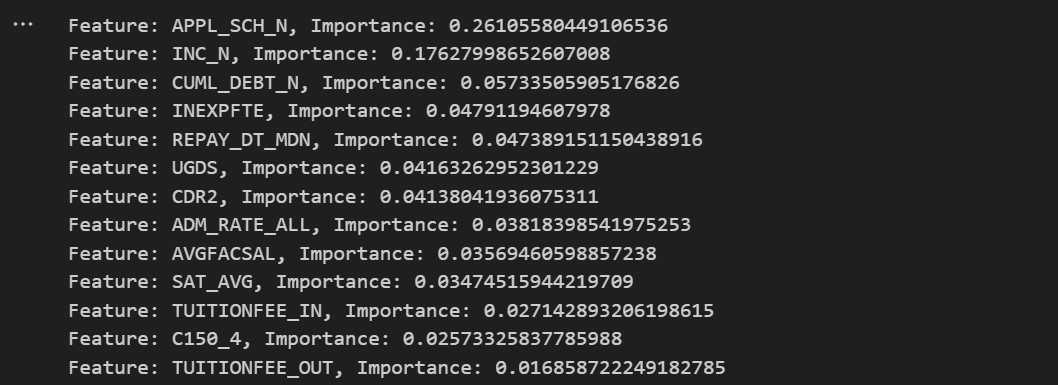 ... Feature: APPL_SCH_N, Importance: 0.26105580449106536
Feature: INC_N, Importance: 0.17627998652607008
Feature: CUML_DEBT_N, Importance: 0.05733505905176826
Feature: INEXPFTE, Importance: 0.04791194607978
Feature: REPAY_DT_MDN, Importance: 0.047389151150438916
Feature: UGDS, Importance: 0.04163262952301229
Feature: CDR2, Importance: 0.04138041936075311
Feature: ADM_RATE_ALL, Importance: 0.03818398541975253
Feature: AVGFACSAL, Importance: 0.03569460598857238
Feature: SAT_AVG, Importance: 0.03474515944219709
Feature: TUITIONFEE_IN, Importance: 0.027142893206198615
Feature: C150_4, Importance: 0.02573325837785988
Feature: TUITIONFEE_OUT, Importance: 0.016858722249182785